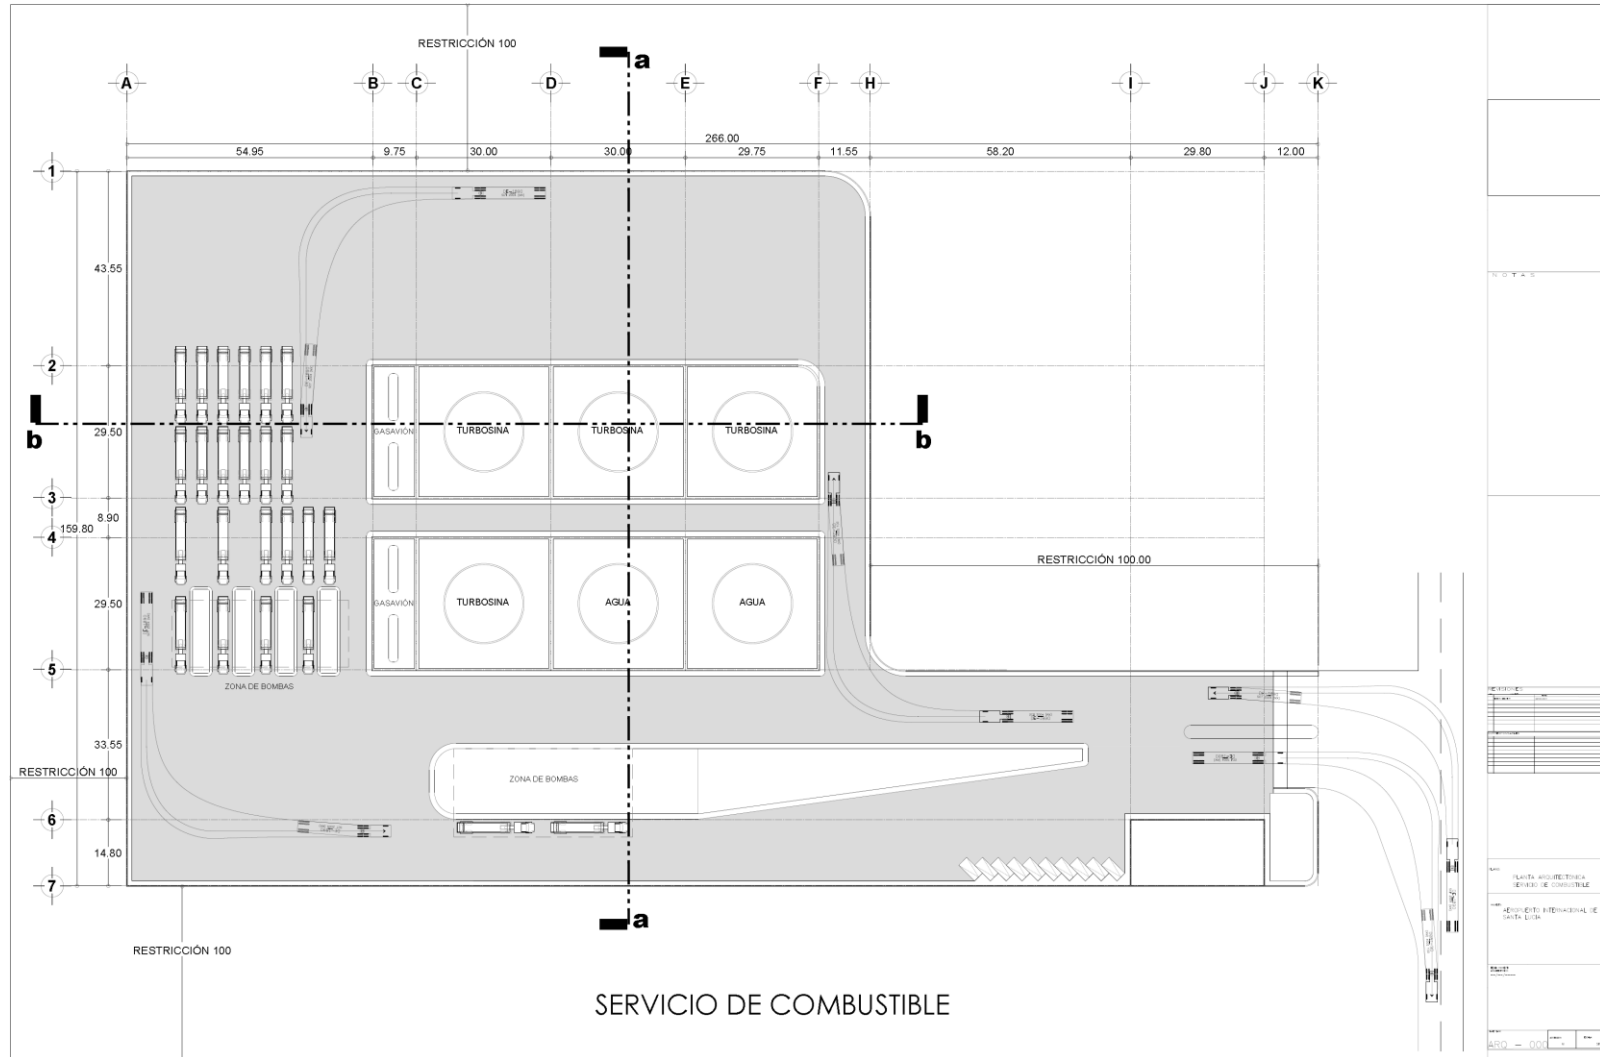 RESTRICCIÓN 100
a
A B C D E F H I J K
266.00
54.95 9.75 30.00 30.00 29.75 11.55 58.20 29.80 12.00
1
43.55
NOTAS
2
b b
29.50
GASAVIÓN TURBOSINA TURBOSINA TURBOSINA
3
8.90
159.80
4
RESTRICCIÓN 100.00
29.50
GASAVIÓN TURBOSINA AGUA AGUA
5
ZONA DE BOMBAS
REVISIONES
33.55
RESTRICCIÓN 100
ZONA DE BOMBAS
6
14.80
7
PLANTA ARQUITECTONICA
SERVICIO DE COMBUSTIBLE
AEROPUERTO INTERNACIONAL DE
SANTA LUCIA
a
RESTRICCIÓN 100
SERVICIO DE COMBUSTIBLE
ARQ - 000